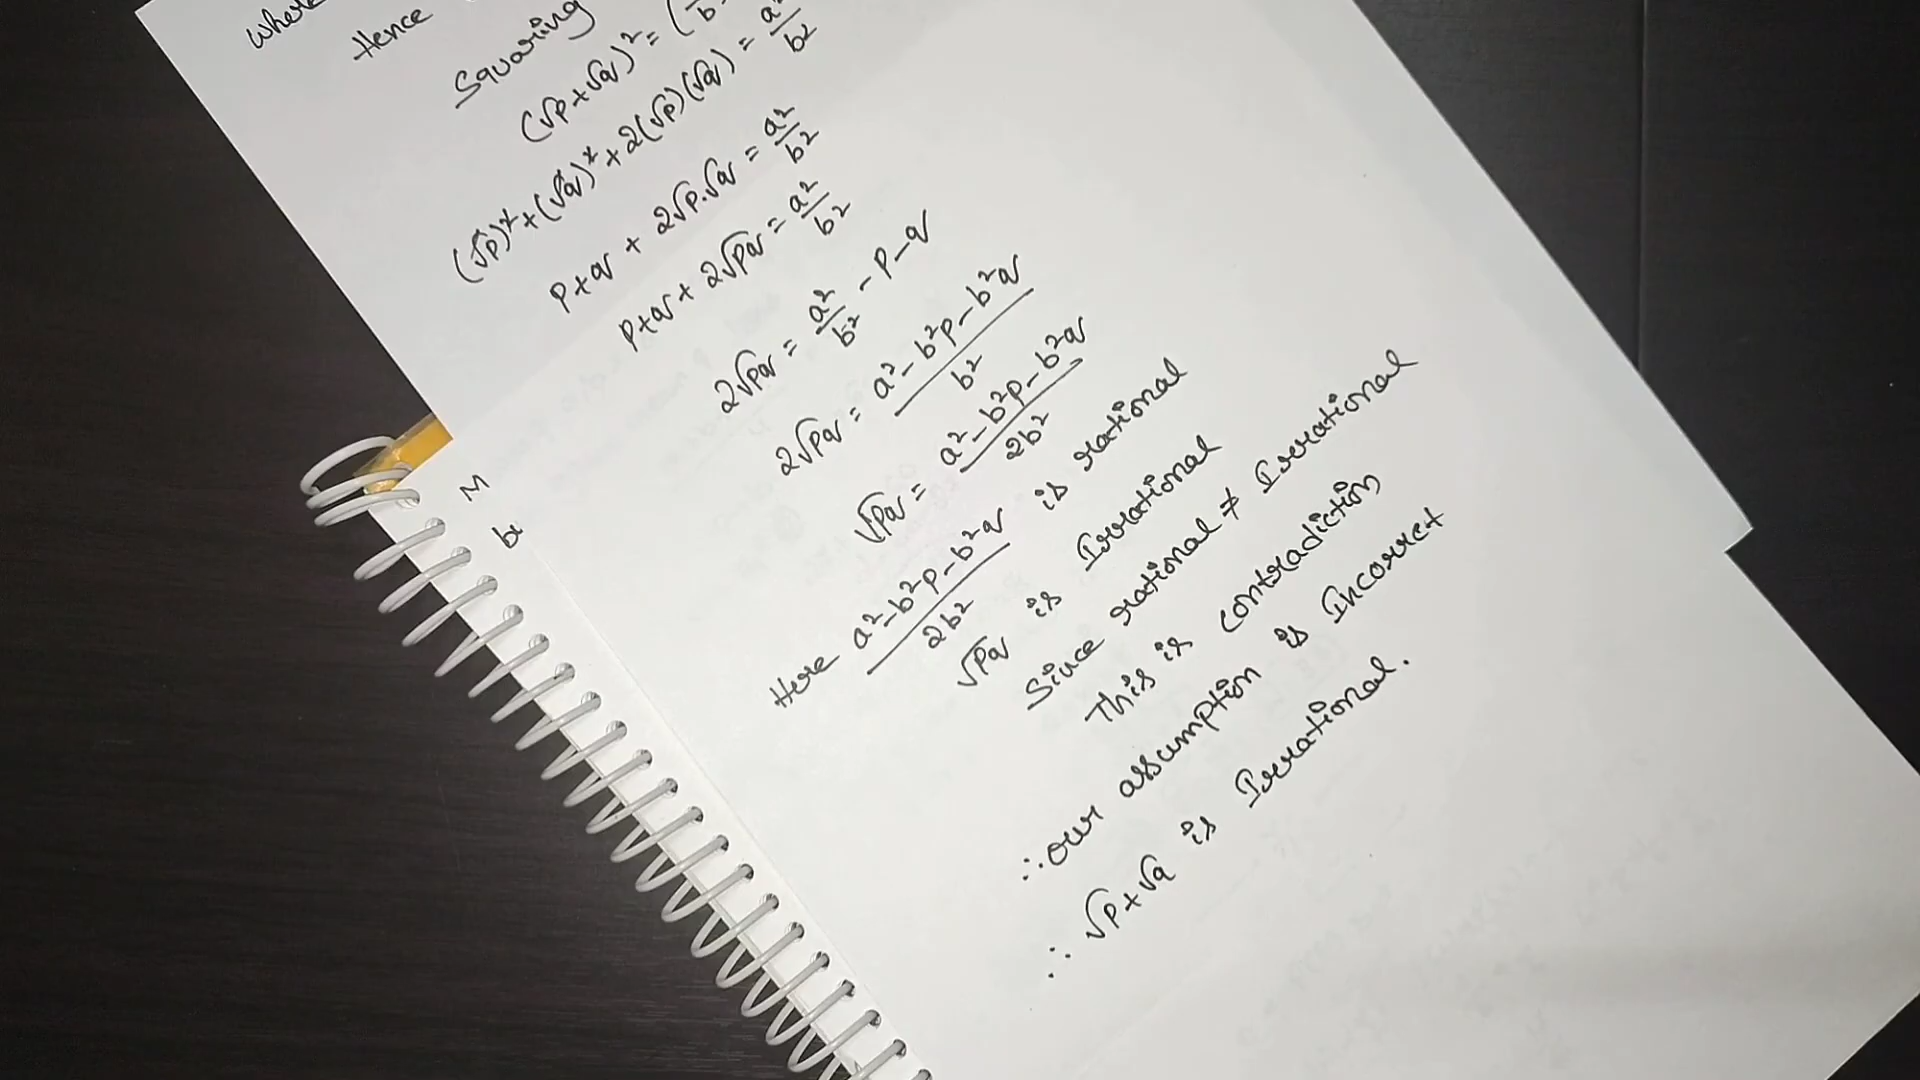 Where
Hence
Squaring
(√p+√q)² = (
(√p)²+(√q)²+2(√p)(√q) = a²/b²
p+q + 2√p.√q = a²/b²
p+q+ 2√pq = a²/b²
2√pq = a²/b² - p - q
2√pq = a²-b²p-b²q/b²
√pq = a²-b²p-b²q/2b²
Here a²-b²p-b²q/2b² is rational
√pq is Irrational
Since rational ≠ Irrational
This is contradiction
∴ our assumption is Incorrect
∴ √p+√q is Irrational.
M
be